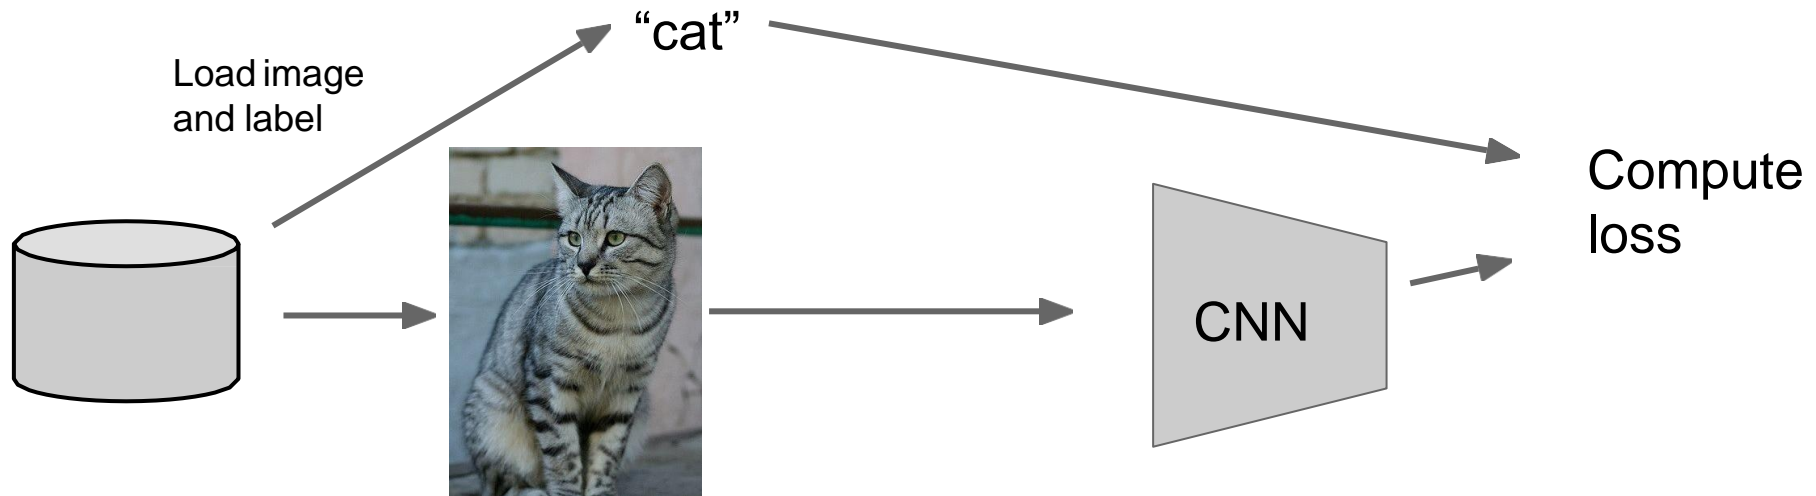 “cat”
Load image
and label
Compute
loss
CNN